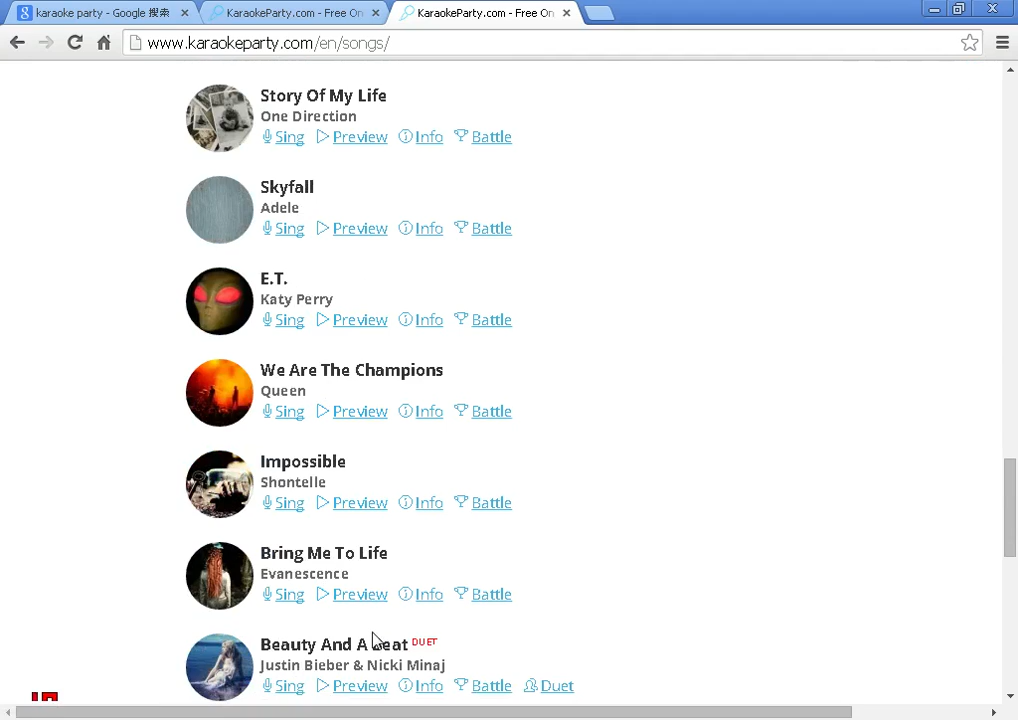 karaoke party - Google 搜索
KaraokeParty.com - Free On
KaraokeParty.com - Free On
www.karaokeparty.com/en/songs/
Story Of My Life
One Direction
Sing Preview Info Battle
Skyfall
Adele
Sing Preview Info Battle
E.T.
Katy Perry
Sing Preview Info Battle
We Are The Champions
Queen
Sing Preview Info Battle
Impossible
Shontelle
Sing Preview Info Battle
Bring Me To Life
Evanescence
Sing Preview Info Battle
Beauty And A Beat DUET
Justin Bieber & Nicki Minaj
Sing Preview Info Battle Duet